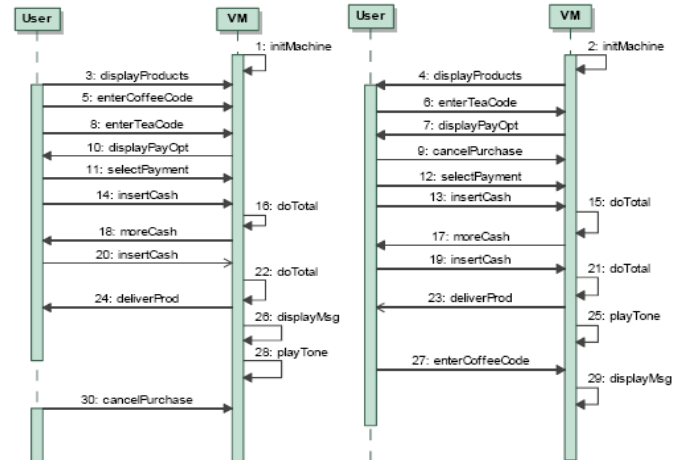 User
VM
1: initMachine
3: displayProducts
5: enterCoffeeCode
8: enterTeaCode
10: displayPayOpt
11: selectPayment
14: insertCash
16: doTotal
18: moreCash
20: insertCash
22: doTotal
24: deliverProd
26: displayMsg
28: playTone
30: cancelPurchase
User
VM
2: initMachine
4: displayProducts
6: enterTeaCode
7: displayPayOpt
9: cancelPurchase
12: selectPayment
13: insertCash
15: doTotal
17: moreCash
19: insertCash
21: doTotal
23: deliverProd
25: playTone
27: enterCoffeeCode
29: displayMsg